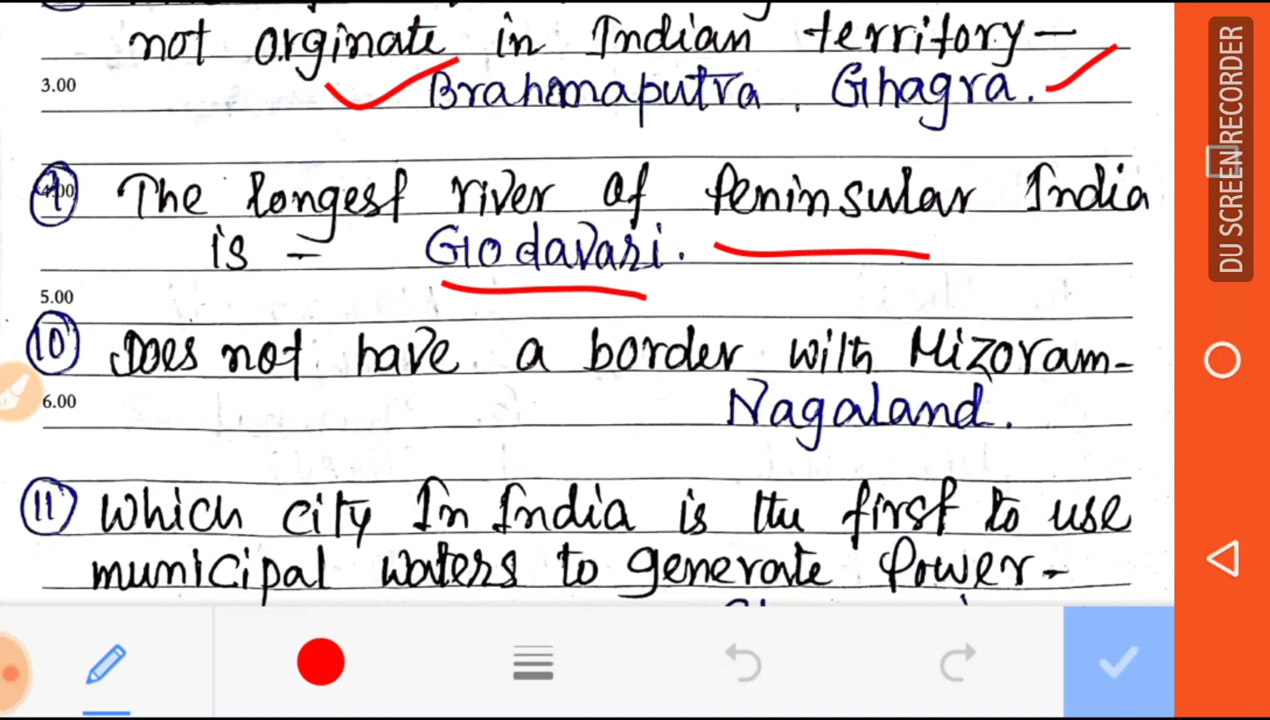 not orginate in Indian territory-
3.00
Brahmaputra, Ghagra.
4.00
9 The longest river of peninsular India
is - Godavari.
5.00
10 Does not have a border with Mizoram-
6.00
Nagaland.
11 Which city In India is the first to use
municipal waters to generate power-
DU SCREEN RECORDER